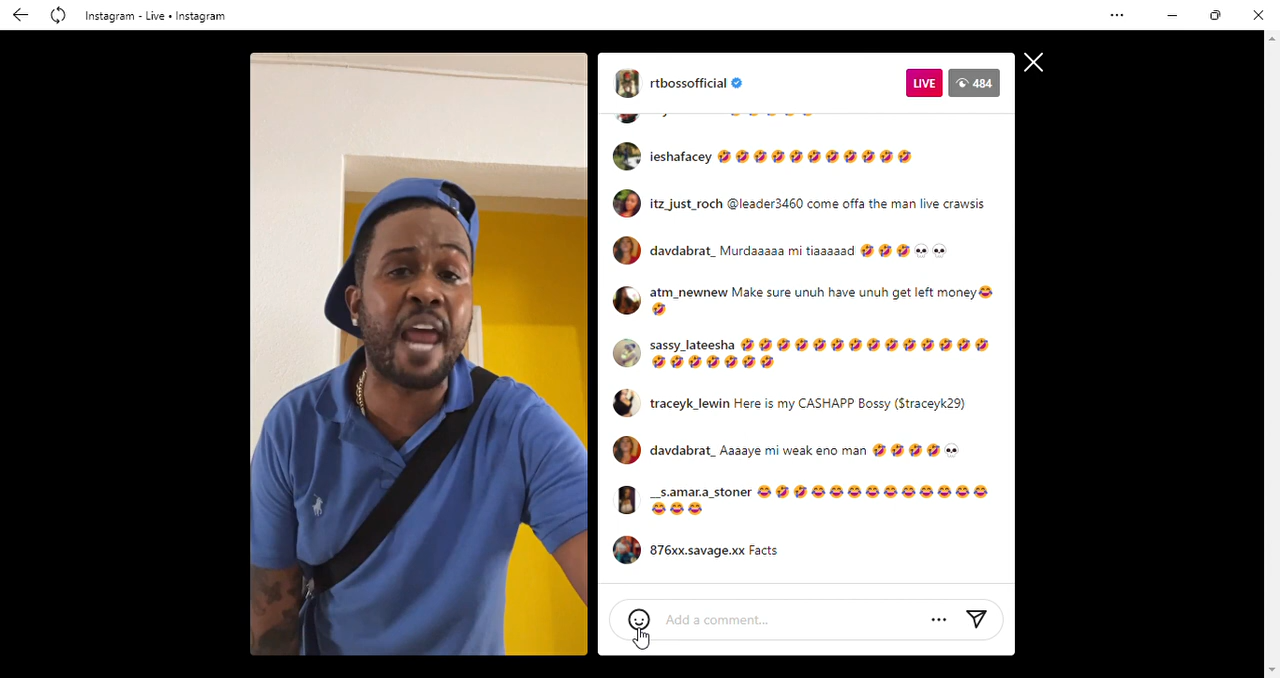 Instagram - Live • Instagram
rtbossofficial
LIVE
484
ieshafacey 🤣🤣🤣🤣🤣🤣🤣🤣🤣🤣🤣
itz_just_roch @leader3460 come offa the man live crawsis
davdabrat_ Murdaaaaa mi tiaaaaad 🤣🤣🤣💀💀
atm_newnew Make sure unuh have unuh get left money😂
🤣
sassy_lateesha 🤣🤣🤣🤣🤣🤣🤣🤣🤣🤣🤣🤣🤣🤣
🤣🤣🤣🤣🤣🤣🤣
traceyk_lewin Here is my CASHAPP Bossy ($traceyk29)
davdabrat_ Aaaaye mi weak eno man 🤣🤣🤣🤣💀
__s.amar.a_stoner 😂🤣🤣😂😂😂😂😂😂😂😂😂😂
😂😂😂
876xx.savage.xx Facts
Add a comment...